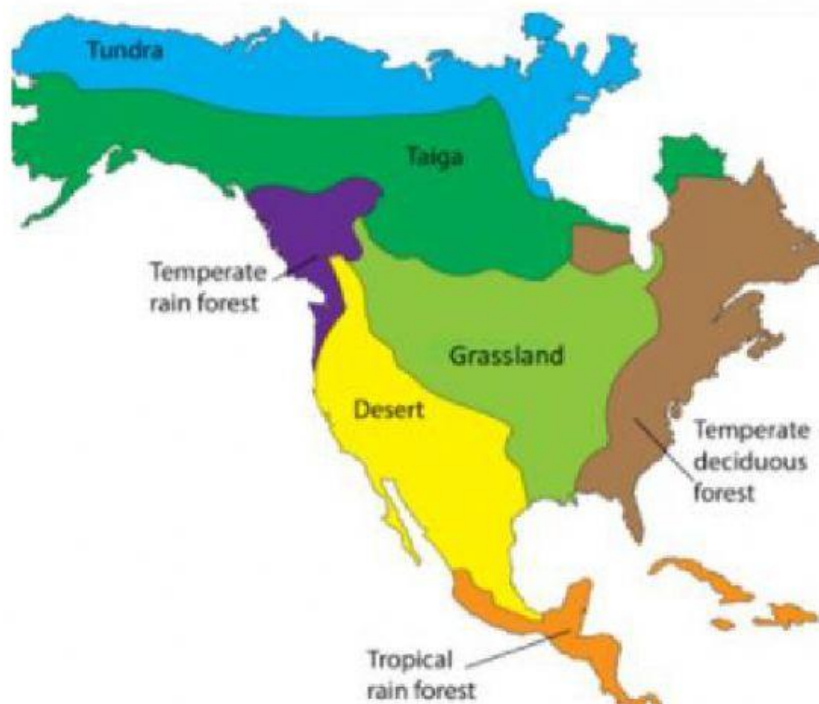 Tundra
Taiga
Temperate
rain forest
Grassland
Desert
Temperate
deciduous
forest
Tropical
rain forest